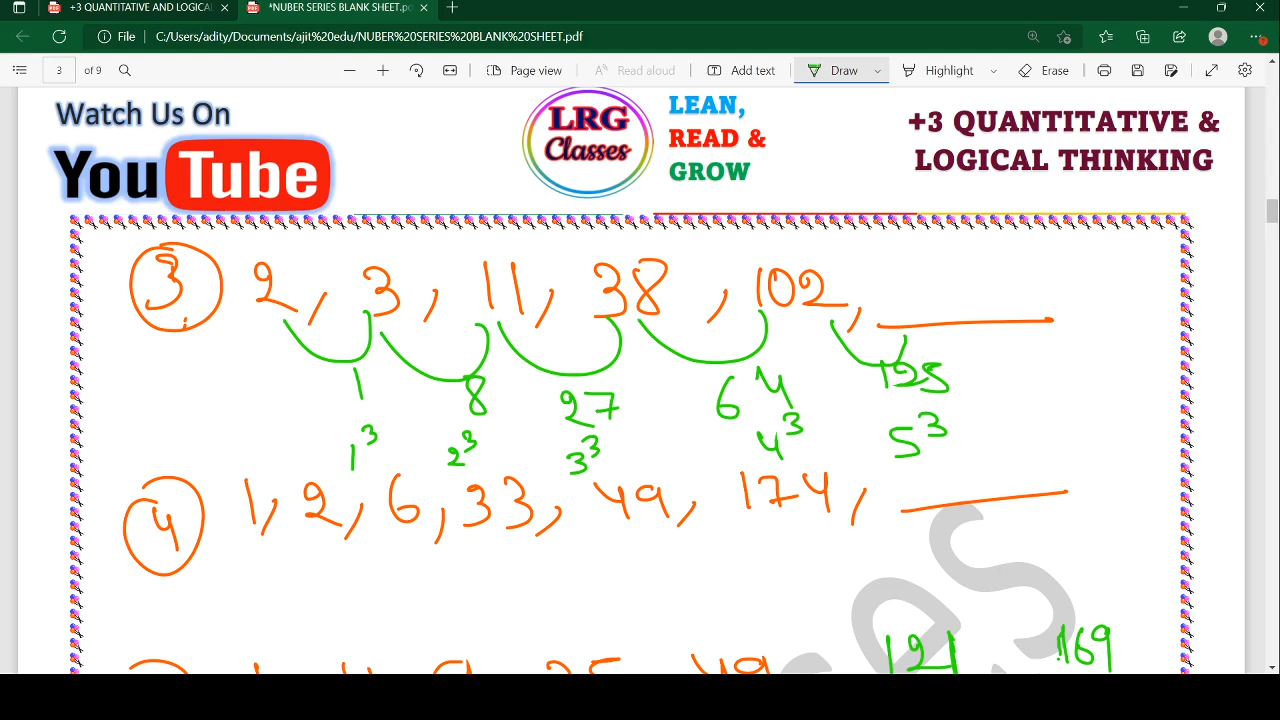 +3 QUANTITATIVE AND LOGICAL
*NUBER SERIES BLANK SHEET.pd
File C:/Users/adity/Documents/ajit%20edu/NUBER%20SERIES%20BLANK%20SHEET.pdf
3 of 9 Page view Read aloud Add text Draw Highlight Erase
Watch Us On
YouTube
LRG
Classes
LEAN,
READ &
GROW
+3 QUANTITATIVE &
LOGICAL THINKING
3. 2, 3, 11, 38, 102, ____
1 8 27 64 125
1³ 2³ 3³ 4³ 5³
4 1, 2, 6, 33, 49, 174, ____
121 169